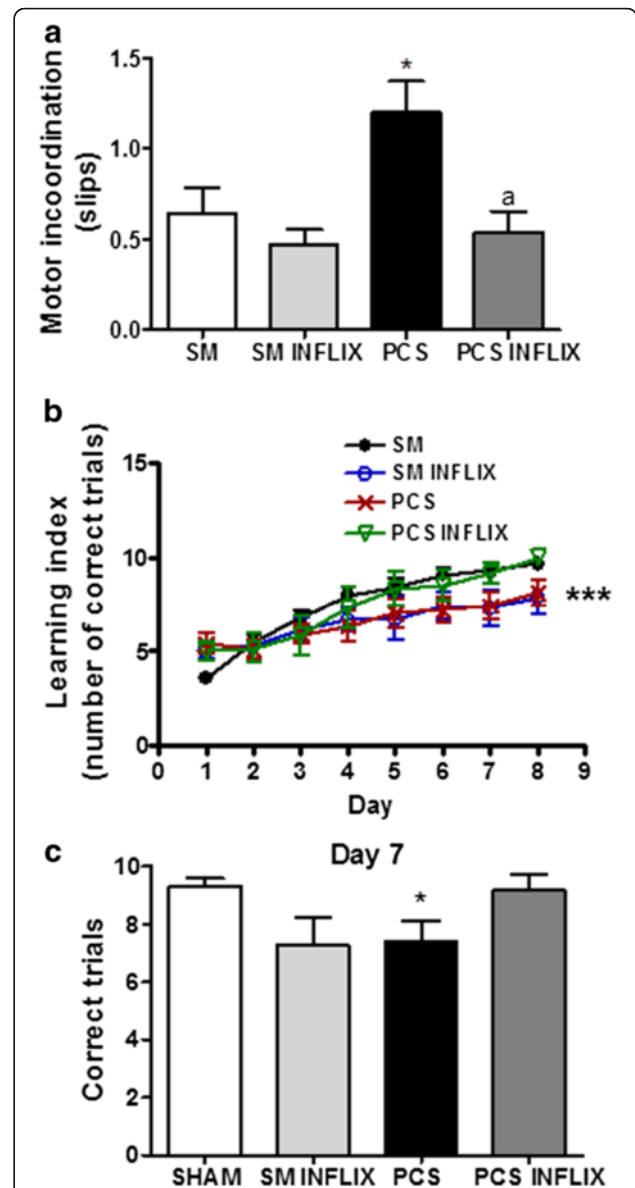 a
Motor incoordination
(slips)
1.5
1.0
0.5
0.0
*
a
SM
SM INFLIX
PCS
PCS INFLIX
b
SM
SM INFLIX
PCS
PCS INFLIX
Learning index
(number of correct trials)
15
10
5
0
***
0 1 2 3 4 5 6 7 8 9
Day
c
Day 7
Correct trials
10
8
6
4
2
0
*
SHAM
SM INFLIX
PCS
PCS INFLIX